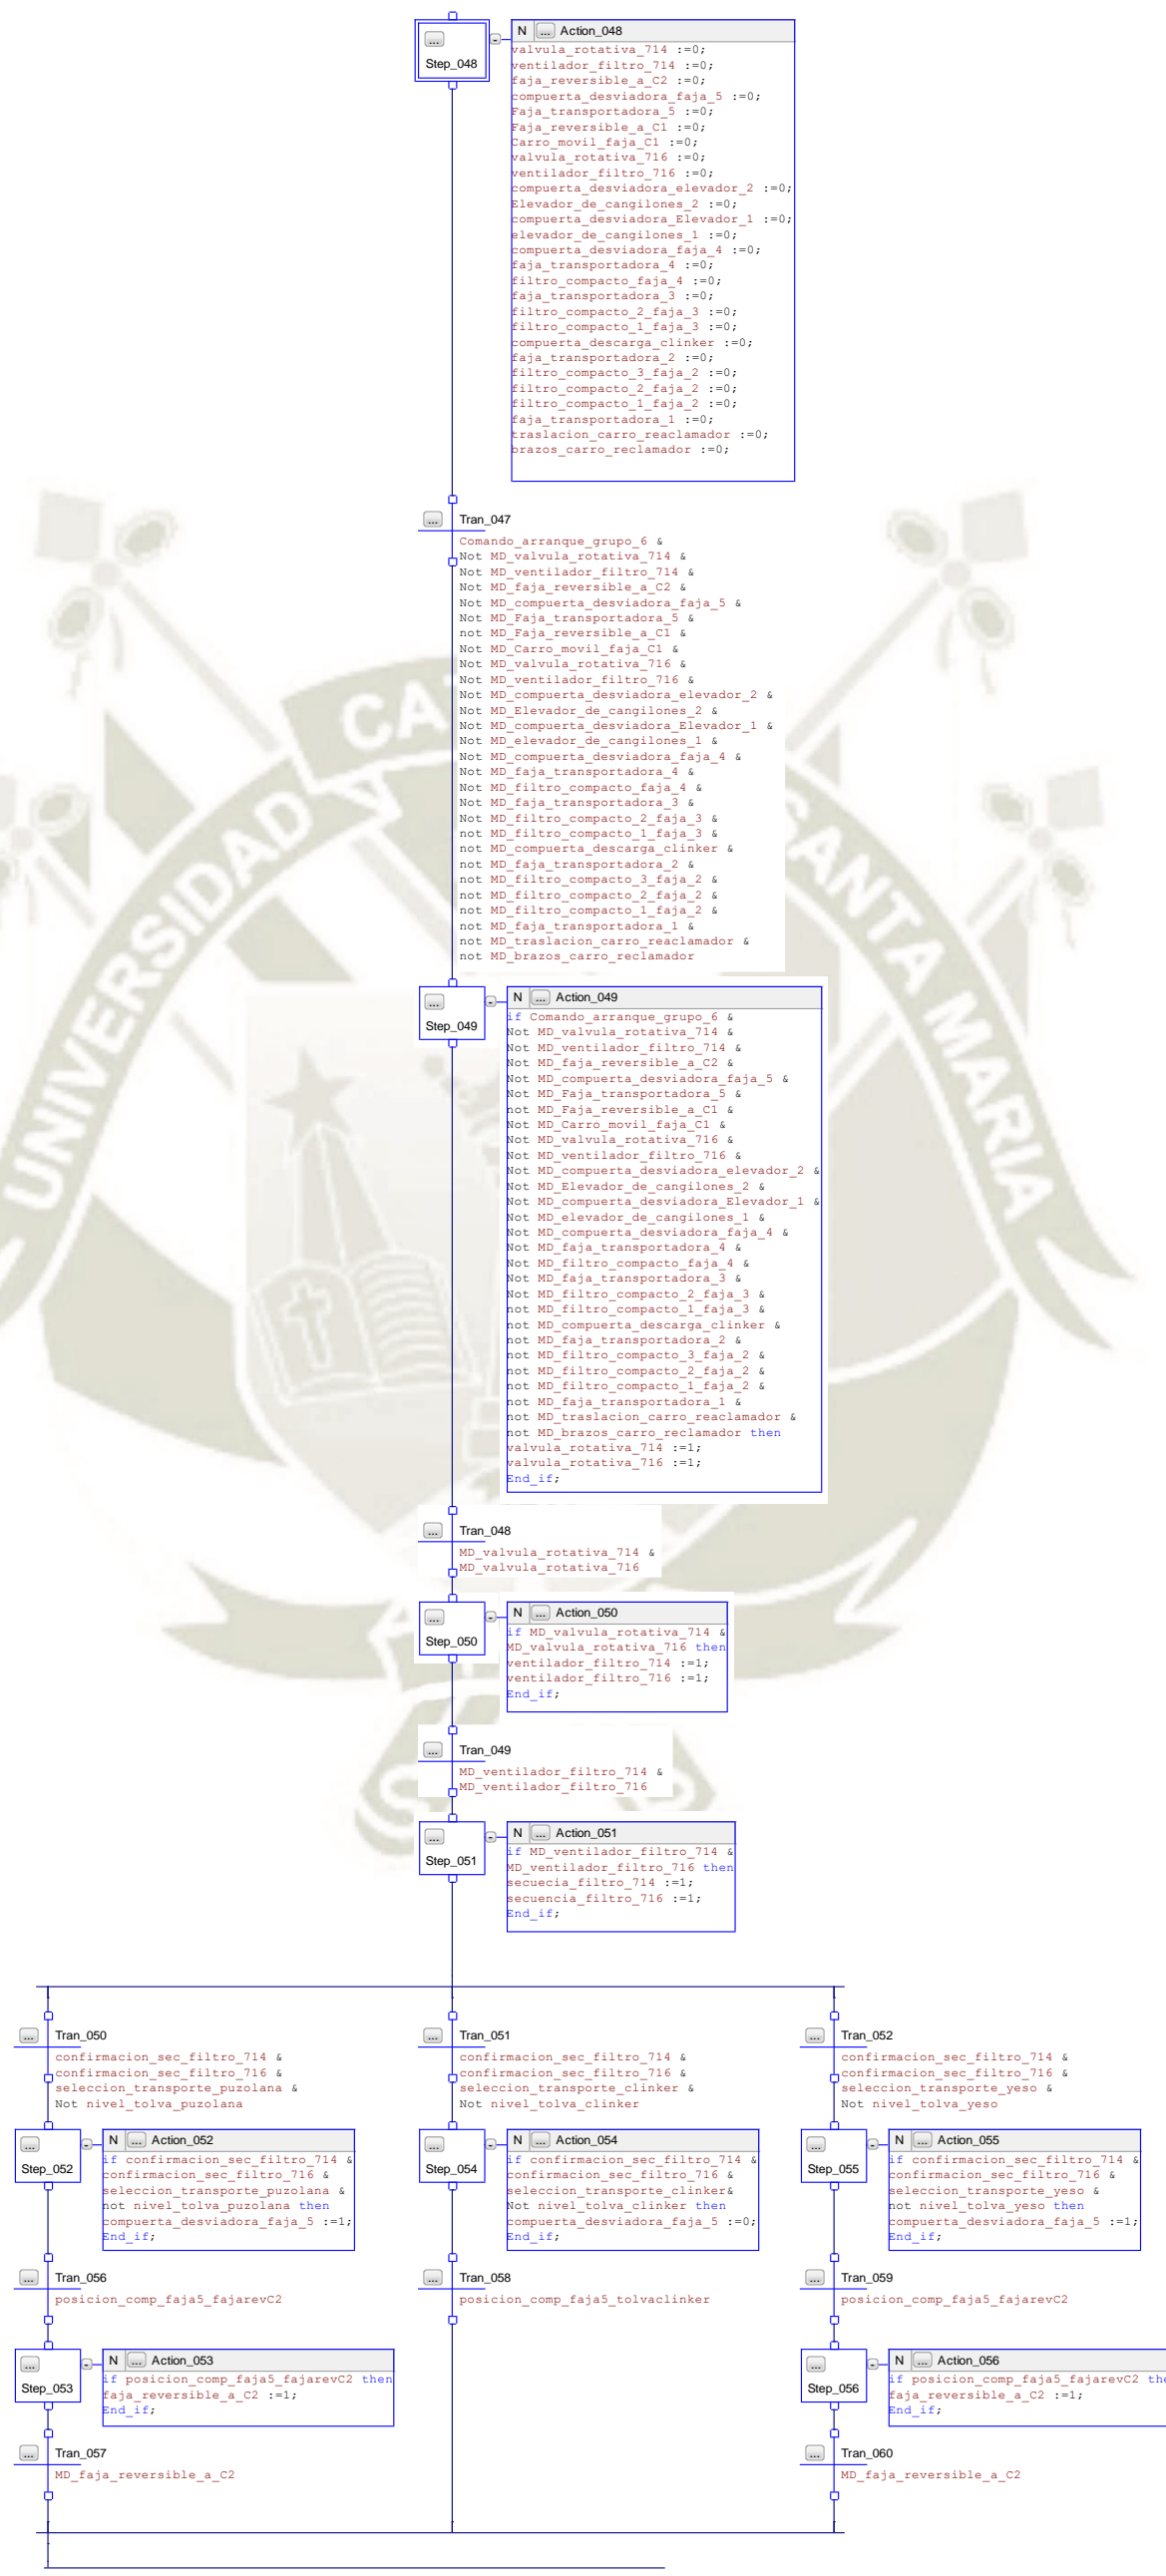 N ... Action_048
...
Step_048
valvula_rotativa_714 :=0;
ventilador_filtro_714 :=0;
faja_reversible_a_C2 :=0;
compuerta_desviadora_faja_5 :=0;
Faja_transportadora_5 :=0;
Faja_reversible_a_C1 :=0;
Carro_movil_faja_C1 :=0;
valvula_rotativa_716 :=0;
ventilador_filtro_716 :=0;
compuerta_desviadora_elevador_2 :=0;
Elevador_de_cangilones_2 :=0;
compuerta_desviadora_Elevador_1 :=0;
elevador_de_cangilones_1 :=0;
compuerta_desviadora_faja_4 :=0;
faja_transportadora_4 :=0;
filtro_compacto_faja_4 :=0;
faja_transportadora_3 :=0;
filtro_compacto_2_faja_3 :=0;
filtro_compacto_1_faja_3 :=0;
compuerta_descarga_clinker :=0;
faja_transportadora_2 :=0;
filtro_compacto_3_faja_2 :=0;
filtro_compacto_2_faja_2 :=0;
filtro_compacto_1_faja_2 :=0;
faja_transportadora_1 :=0;
traslacion_carro_reaclamador :=0;
brazos_carro_reclamador :=0;
... Tran_047
Comando_arranque_grupo_6 &
Not MD_valvula_rotativa_714 &
Not MD_ventilador_filtro_714 &
Not MD_faja_reversible_a_C2 &
Not MD_compuerta_desviadora_faja_5 &
Not MD_Faja_transportadora_5 &
not MD_Faja_reversible_a_C1 &
Not MD_Carro_movil_faja_C1 &
Not MD_valvula_rotativa_716 &
Not MD_ventilador_filtro_716 &
Not MD_compuerta_desviadora_elevador_2 &
Not MD_Elevador_de_cangilones_2 &
Not MD_compuerta_desviadora_Elevador_1 &
Not MD_elevador_de_cangilones_1 &
Not MD_compuerta_desviadora_faja_4 &
Not MD_faja_transportadora_4 &
Not MD_filtro_compacto_faja_4 &
Not MD_faja_transportadora_3 &
Not MD_filtro_compacto_2_faja_3 &
not MD_filtro_compacto_1_faja_3 &
not MD_compuerta_descarga_clinker &
not MD_faja_transportadora_2 &
not MD_filtro_compacto_3_faja_2 &
not MD_filtro_compacto_2_faja_2 &
not MD_filtro_compacto_1_faja_2 &
not MD_faja_transportadora_1 &
not MD_traslacion_carro_reaclamador &
not MD_brazos_carro_reclamador
N ... Action_049
...
Step_049
if Comando_arranque_grupo_6 &
Not MD_valvula_rotativa_714 &
Not MD_ventilador_filtro_714 &
Not MD_faja_reversible_a_C2 &
Not MD_compuerta_desviadora_faja_5 &
Not MD_Faja_transportadora_5 &
not MD_Faja_reversible_a_C1 &
Not MD_Carro_movil_faja_C1 &
Not MD_valvula_rotativa_716 &
Not MD_ventilador_filtro_716 &
Not MD_compuerta_desviadora_elevador_2 &
Not MD_Elevador_de_cangilones_2 &
Not MD_compuerta_desviadora_Elevador_1 &
Not MD_elevador_de_cangilones_1 &
Not MD_compuerta_desviadora_faja_4 &
Not MD_faja_transportadora_4 &
Not MD_filtro_compacto_faja_4 &
Not MD_faja_transportadora_3 &
Not MD_filtro_compacto_2_faja_3 &
not MD_filtro_compacto_1_faja_3 &
not MD_compuerta_descarga_clinker &
not MD_faja_transportadora_2 &
not MD_filtro_compacto_3_faja_2 &
not MD_filtro_compacto_2_faja_2 &
not MD_filtro_compacto_1_faja_2 &
not MD_faja_transportadora_1 &
not MD_traslacion_carro_reaclamador &
not MD_brazos_carro_reclamador then
valvula_rotativa_714 :=1;
valvula_rotativa_716 :=1;
End_if;
... Tran_048
MD_valvula_rotativa_714 &
MD_valvula_rotativa_716
N ... Action_050
...
Step_050
if MD_valvula_rotativa_714 &
MD_valvula_rotativa_716 then
ventilador_filtro_714 :=1;
ventilador_filtro_716 :=1;
End_if;
... Tran_049
MD_ventilador_filtro_714 &
MD_ventilador_filtro_716
N ... Action_051
...
Step_051
if MD_ventilador_filtro_714 &
MD_ventilador_filtro_716 then
secuecia_filtro_714 :=1;
secuencia_filtro_716 :=1;
End_if;
... Tran_050
confirmacion_sec_filtro_714 &
confirmacion_sec_filtro_716 &
seleccion_transporte_puzolana &
Not nivel_tolva_puzolana
N ... Action_052
...
Step_052
if confirmacion_sec_filtro_714 &
confirmacion_sec_filtro_716 &
seleccion_transporte_puzolana &
not nivel_tolva_puzolana then
compuerta_desviadora_faja_5 :=1;
End_if;
... Tran_056
posicion_comp_faja5_fajarevC2
N ... Action_053
...
Step_053
if posicion_comp_faja5_fajarevC2 then
faja_reversible_a_C2 :=1;
End_if;
... Tran_057
MD_faja_reversible_a_C2
... Tran_051
confirmacion_sec_filtro_714 &
confirmacion_sec_filtro_716 &
seleccion_transporte_clinker &
Not nivel_tolva_clinker
N ... Action_054
...
Step_054
if confirmacion_sec_filtro_714 &
confirmacion_sec_filtro_716 &
seleccion_transporte_clinker&
Not nivel_tolva_clinker then
compuerta_desviadora_faja_5 :=0;
End_if;
... Tran_058
posicion_comp_faja5_tolvaclinker
... Tran_052
confirmacion_sec_filtro_714 &
confirmacion_sec_filtro_716 &
seleccion_transporte_yeso &
Not nivel_tolva_yeso
N ... Action_055
...
Step_055
if confirmacion_sec_filtro_714 &
confirmacion_sec_filtro_716 &
seleccion_transporte_yeso &
not nivel_tolva_yeso then
compuerta_desviadora_faja_5 :=1;
End_if;
... Tran_059
posicion_comp_faja5_fajarevC2
N ... Action_056
...
Step_056
if posicion_comp_faja5_fajarevC2 the
faja_reversible_a_C2 :=1;
End_if;
... Tran_060
MD_faja_reversible_a_C2
UNIVERSIDAD CA
SANTA MARIA